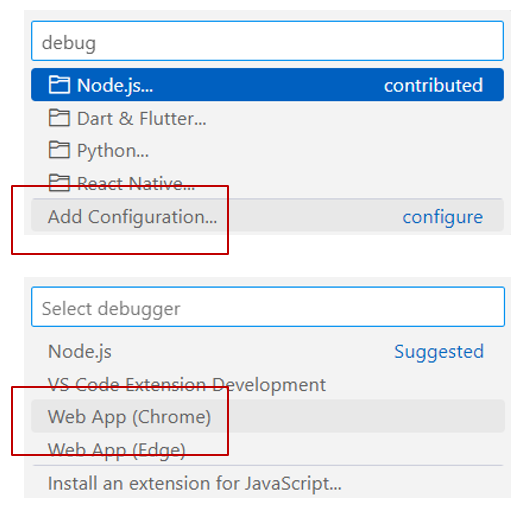 debug
Node.js... contributed
Dart & Flutter...
Python...
React Native...
Add Configuration... configure
Select debugger
Node.js Suggested
VS Code Extension Development
Web App (Chrome)
Web App (Edge)
Install an extension for JavaScript...